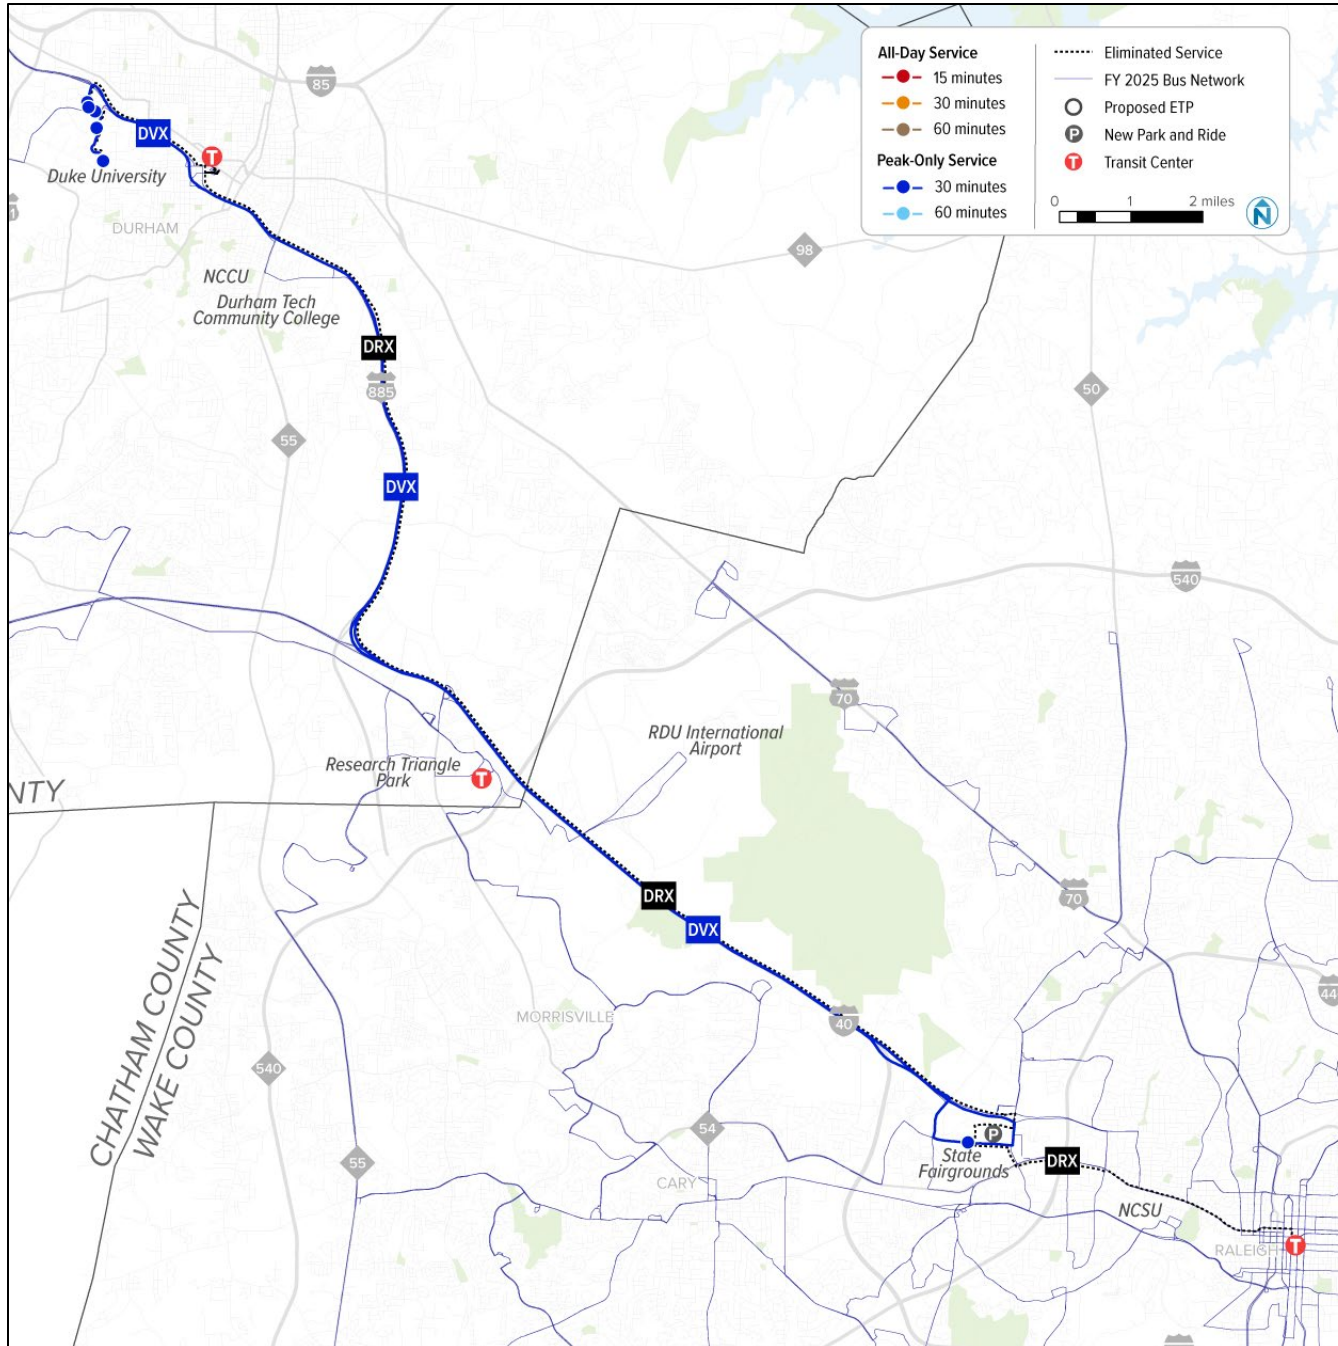 All-Day Service
15 minutes
30 minutes
60 minutes
Peak-Only Service
30 minutes
60 minutes
Eliminated Service
FY 2025 Bus Network
Proposed ETP
P New Park and Ride
T Transit Center
0 1 2 miles
N
85
DVX
T
Duke University
DURHAM
98
NCCU
Durham Tech
Community College
DRX
885
50
55
DVX
540
70
RDU International
Airport
Research Triangle
Park
T
NTY
DRX
70
DVX
CHATHAM COUNTY
WAKE COUNTY
MORRISVILLE
40
44
540
54
P
State
Fairgrounds
DRX
55
CARY
NCSU
RALEIGH
T